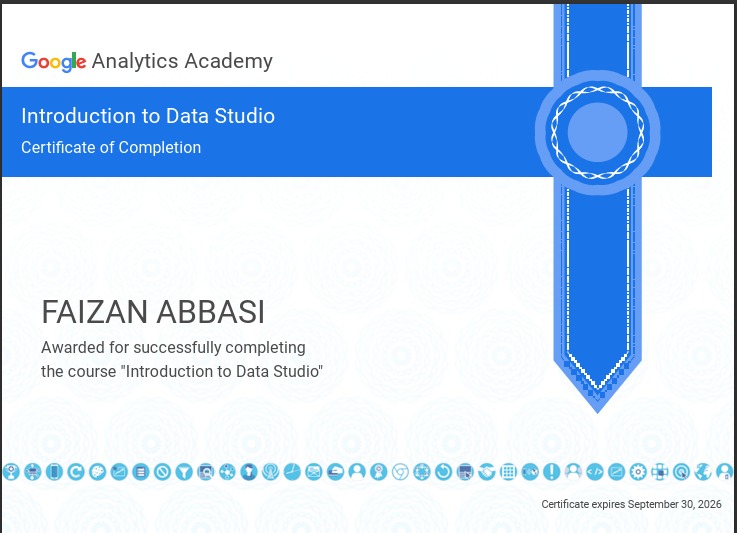 Google Analytics Academy
Introduction to Data Studio
Certificate of Completion
FAIZAN ABBASI
Awarded for successfully completing
the course "Introduction to Data Studio"
Certificate expires September 30, 2026